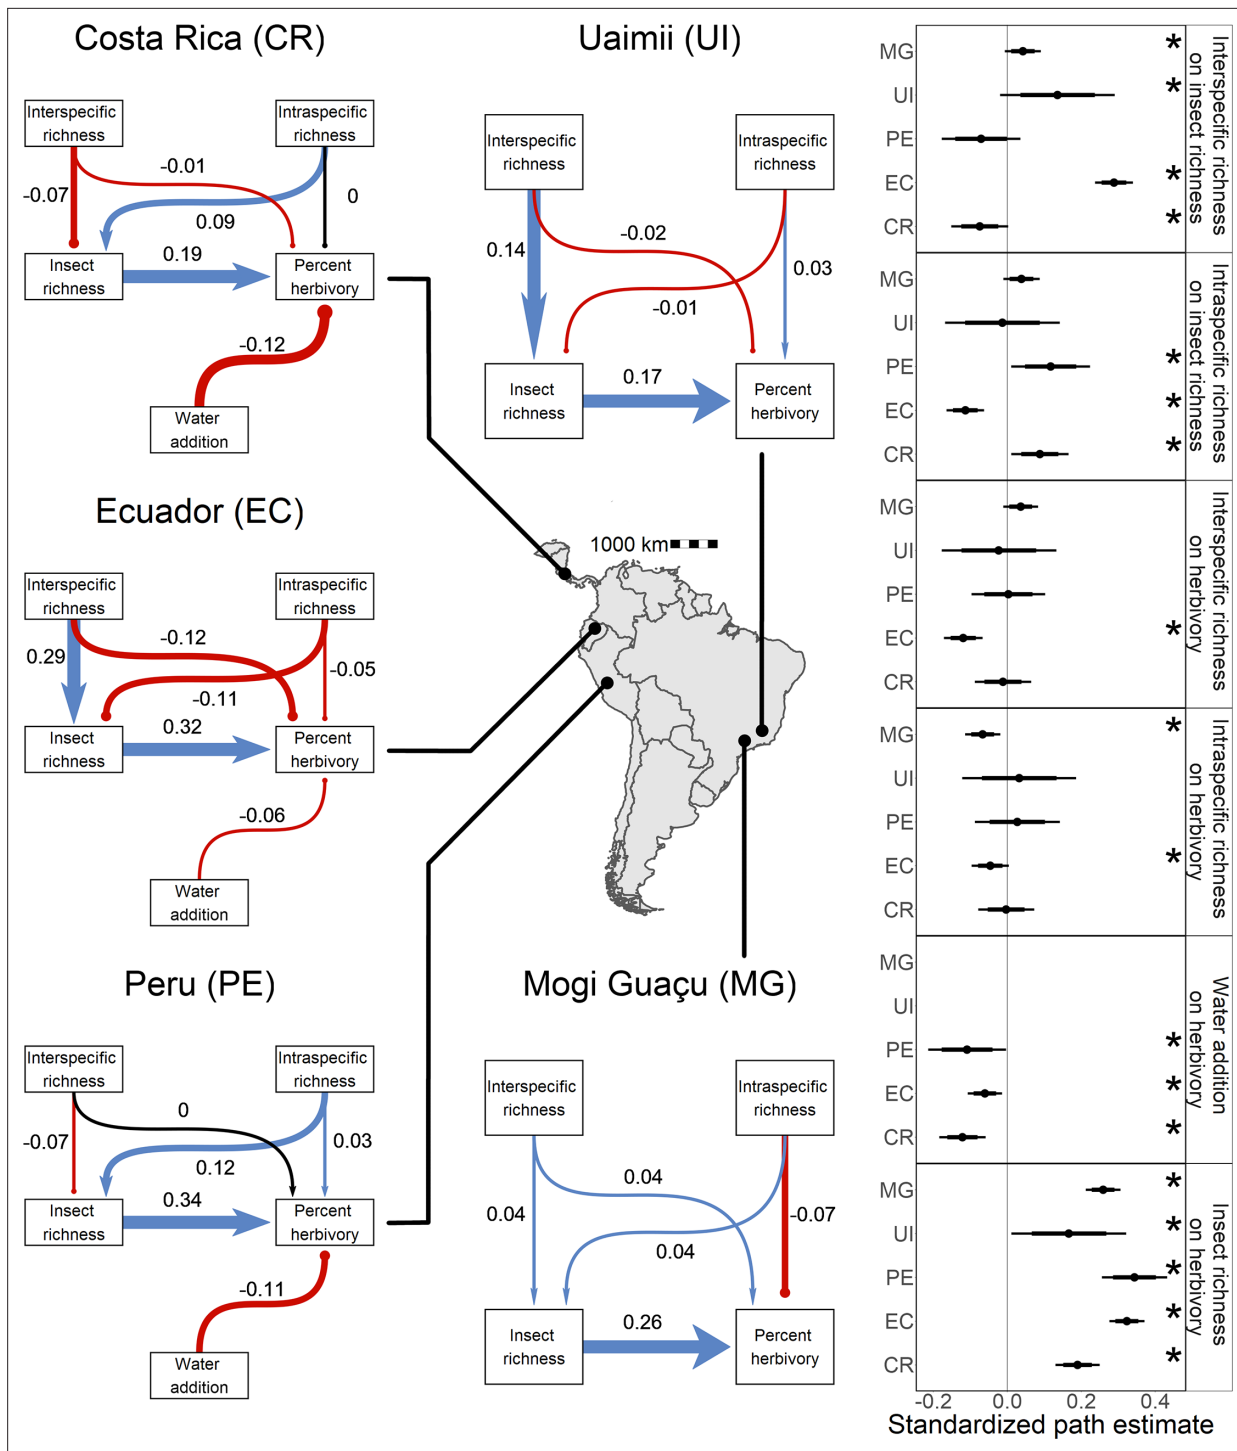 Costa Rica (CR)
Interspecific
richness
Intraspecific
richness
-0.01
-0.07
0
0.09
0.19
Insect
richness
Percent
herbivory
-0.12
Water
addition
Uaimii (UI)
Interspecific
richness
Intraspecific
richness
-0.02
0.14
0.03
-0.01
0.17
Insect
richness
Percent
herbivory
Ecuador (EC)
Interspecific
richness
Intraspecific
richness
-0.12
0.29
-0.05
-0.11
0.32
Insect
richness
Percent
herbivory
-0.06
Water
addition
1000 km
Peru (PE)
Interspecific
richness
Intraspecific
richness
0
-0.07
0.03
0.12
0.34
Insect
richness
Percent
herbivory
-0.11
Water
addition
Mogi Guaçu (MG)
Interspecific
richness
Intraspecific
richness
0.04
0.04
-0.07
0.04
0.26
Insect
richness
Percent
herbivory
MG *
UI *
PE
EC *
CR *
Interspecific richness
on insect richness
MG
UI
PE *
EC *
CR *
Intraspecific richness
on insect richness
MG
UI
PE
EC *
CR
Interspecific richness
on herbivory
MG *
UI
PE
EC *
CR
Intraspecific richness
on herbivory
MG
UI
PE *
EC *
CR *
Water addition
on herbivory
MG *
UI *
PE *
EC *
CR *
Insect richness
on herbivory
-0.2 0.0 0.2 0.4
Standardized path estimate